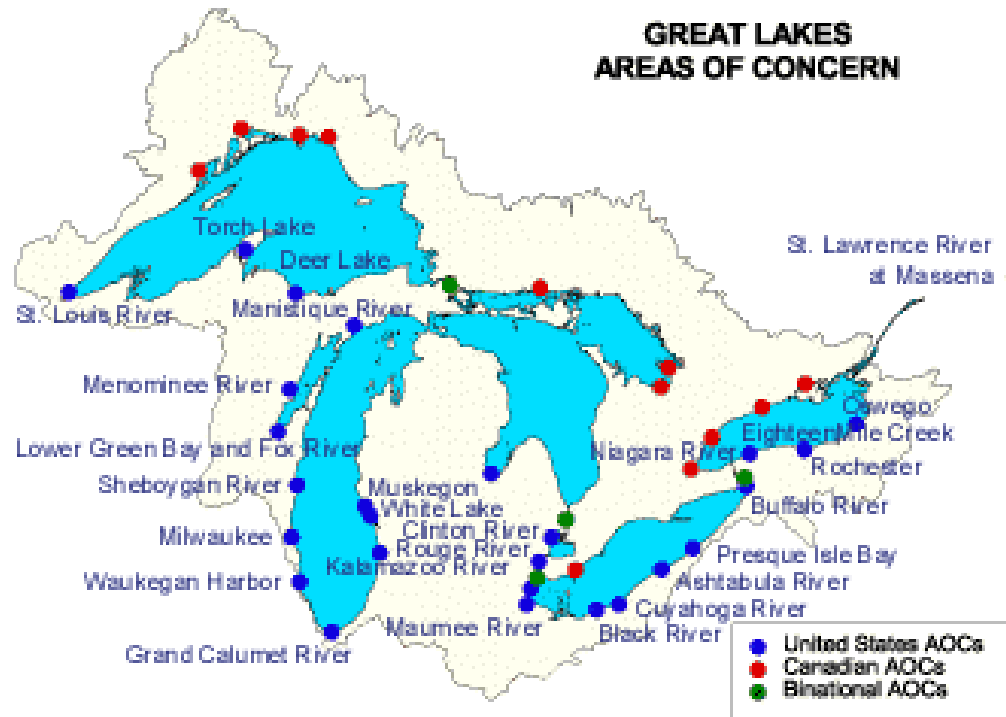 GREAT LAKES
AREAS OF CONCERN
Torch Lake
Deer Lake
St. Lawrence River
at Massena
St. Louis River
Manistique River
Menominee River
Oswego
Lower Green Bay and Fox River
Niagara River
EighteenMile Creek
Rochester
Sheboygan River
Muskegon
White Lake
Buffalo River
Milwaukee
Clinton River
Rouge River
Presque Isle Bay
Waukegan Harbor
Kalamazoo River
Ashtabula River
Cuyahoga River
Maumee River
Black River
Grand Calumet River
United States AOCs
Canadian AOCs
Binational AOCs